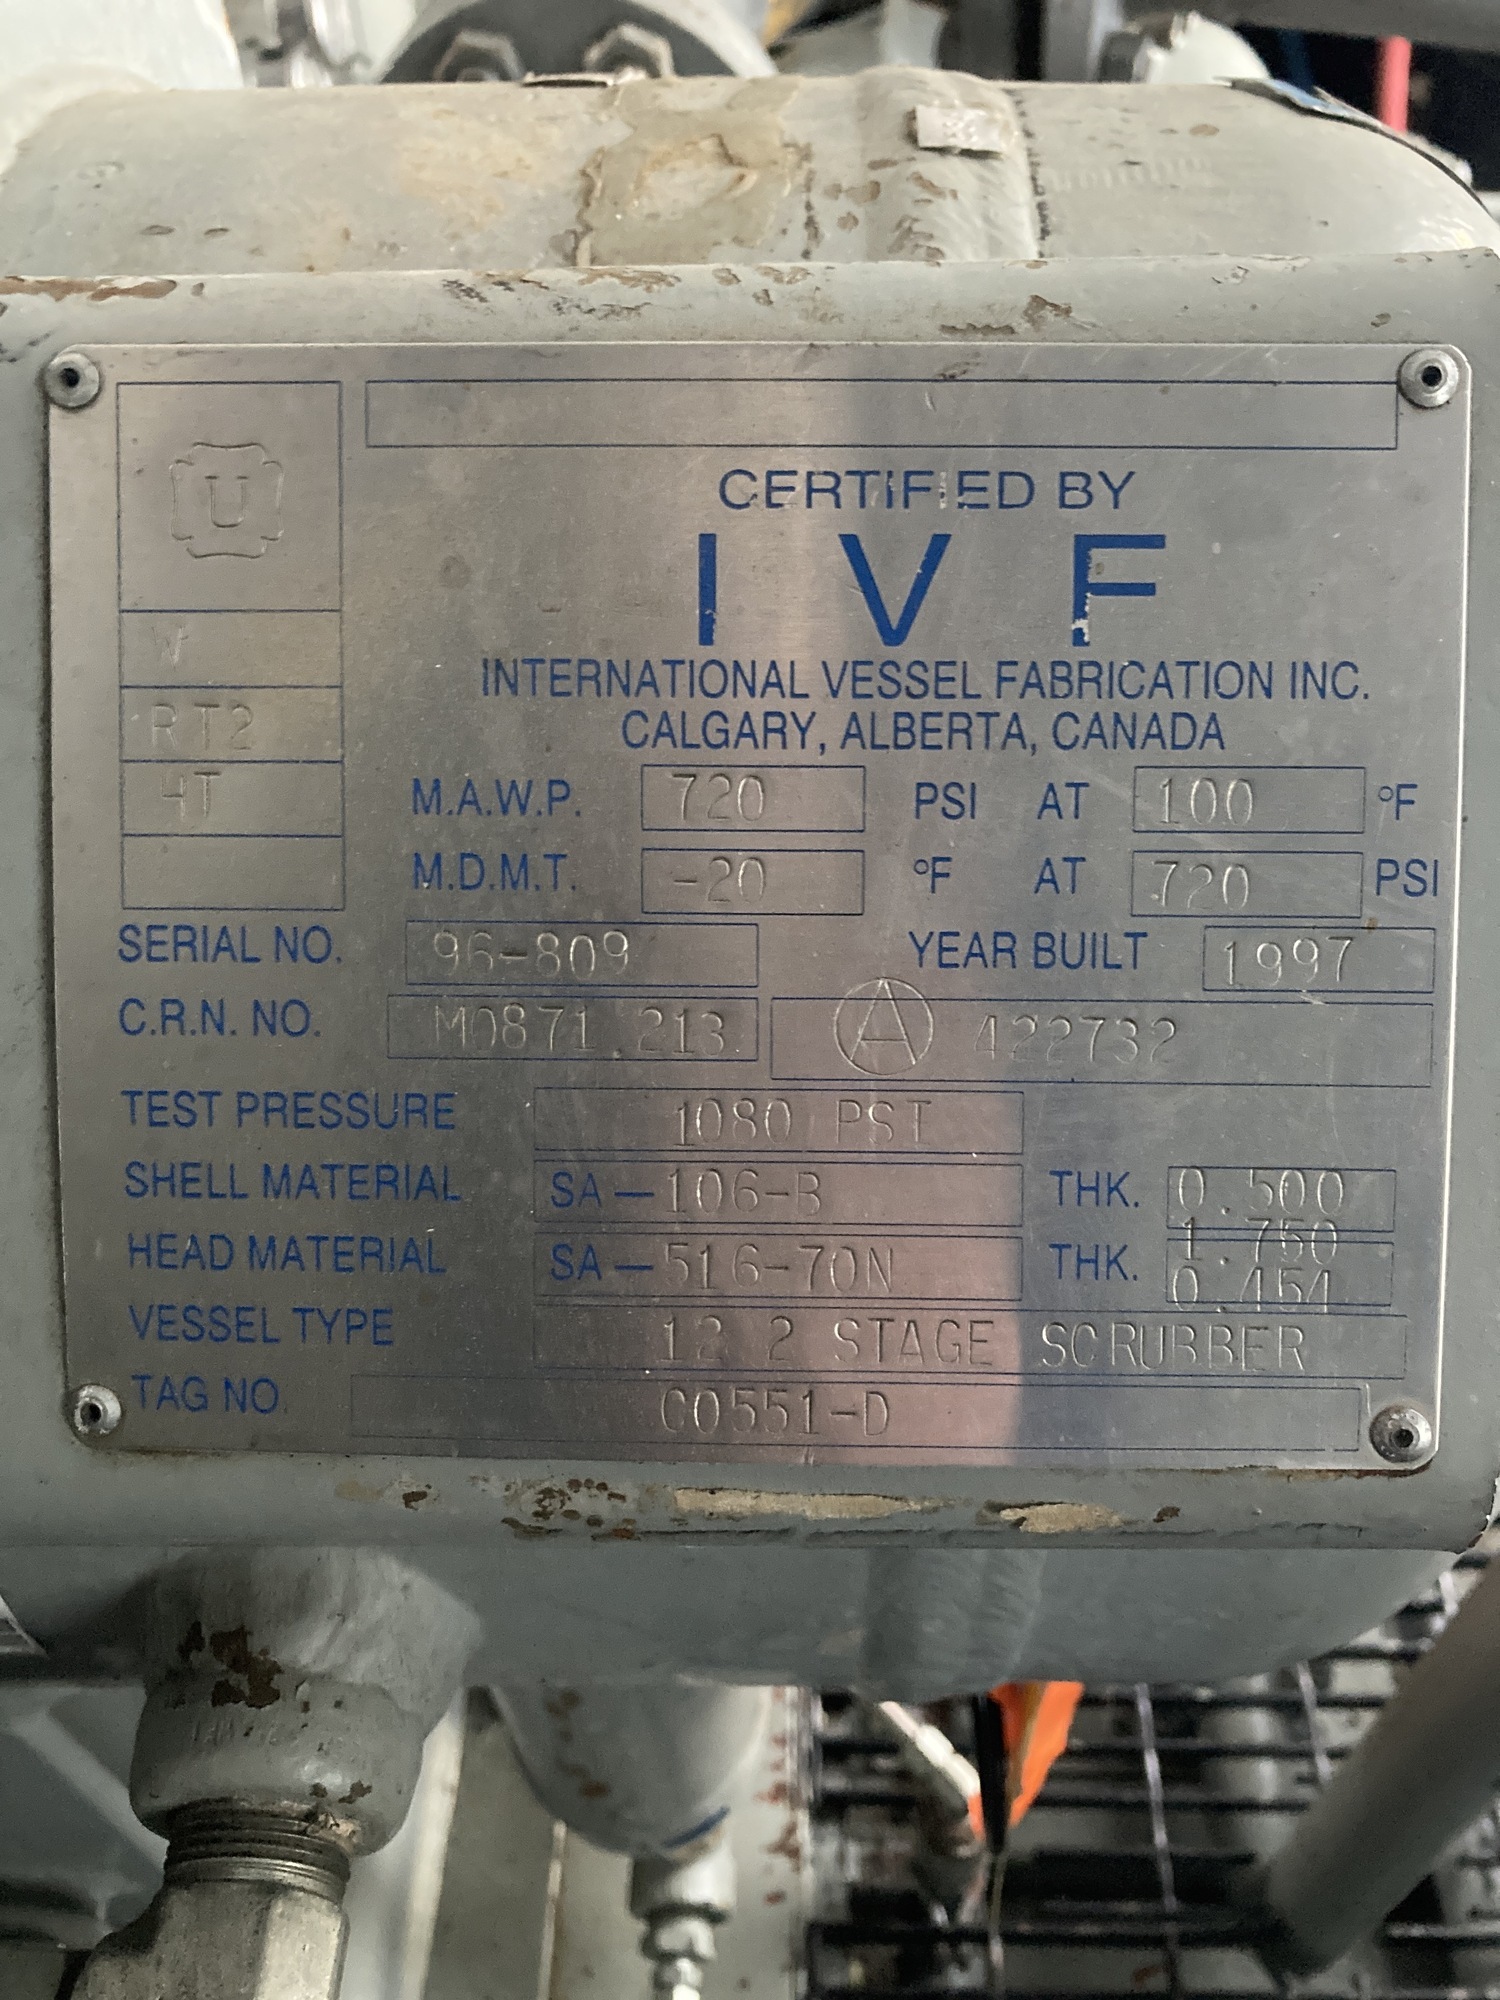 U
W
RT2
HT
CERTIFIED BY
I V F
INTERNATIONAL VESSEL FABRICATION INC.
CALGARY, ALBERTA, CANADA
M.A.W.P. 720 PSI AT 100 °F
M.D.M.T. -20 °F AT 720 PSI
SERIAL NO. 96-809 YEAR BUILT 1997
C.R.N. NO. M0871.213 A 422732
TEST PRESSURE 1080 PSI
SHELL MATERIAL SA-106-B THK. 0.500
1.750
HEAD MATERIAL SA-516-70N THK. 0.454
VESSEL TYPE 12 2 STAGE SCRUBBER
TAG NO. C0551-D